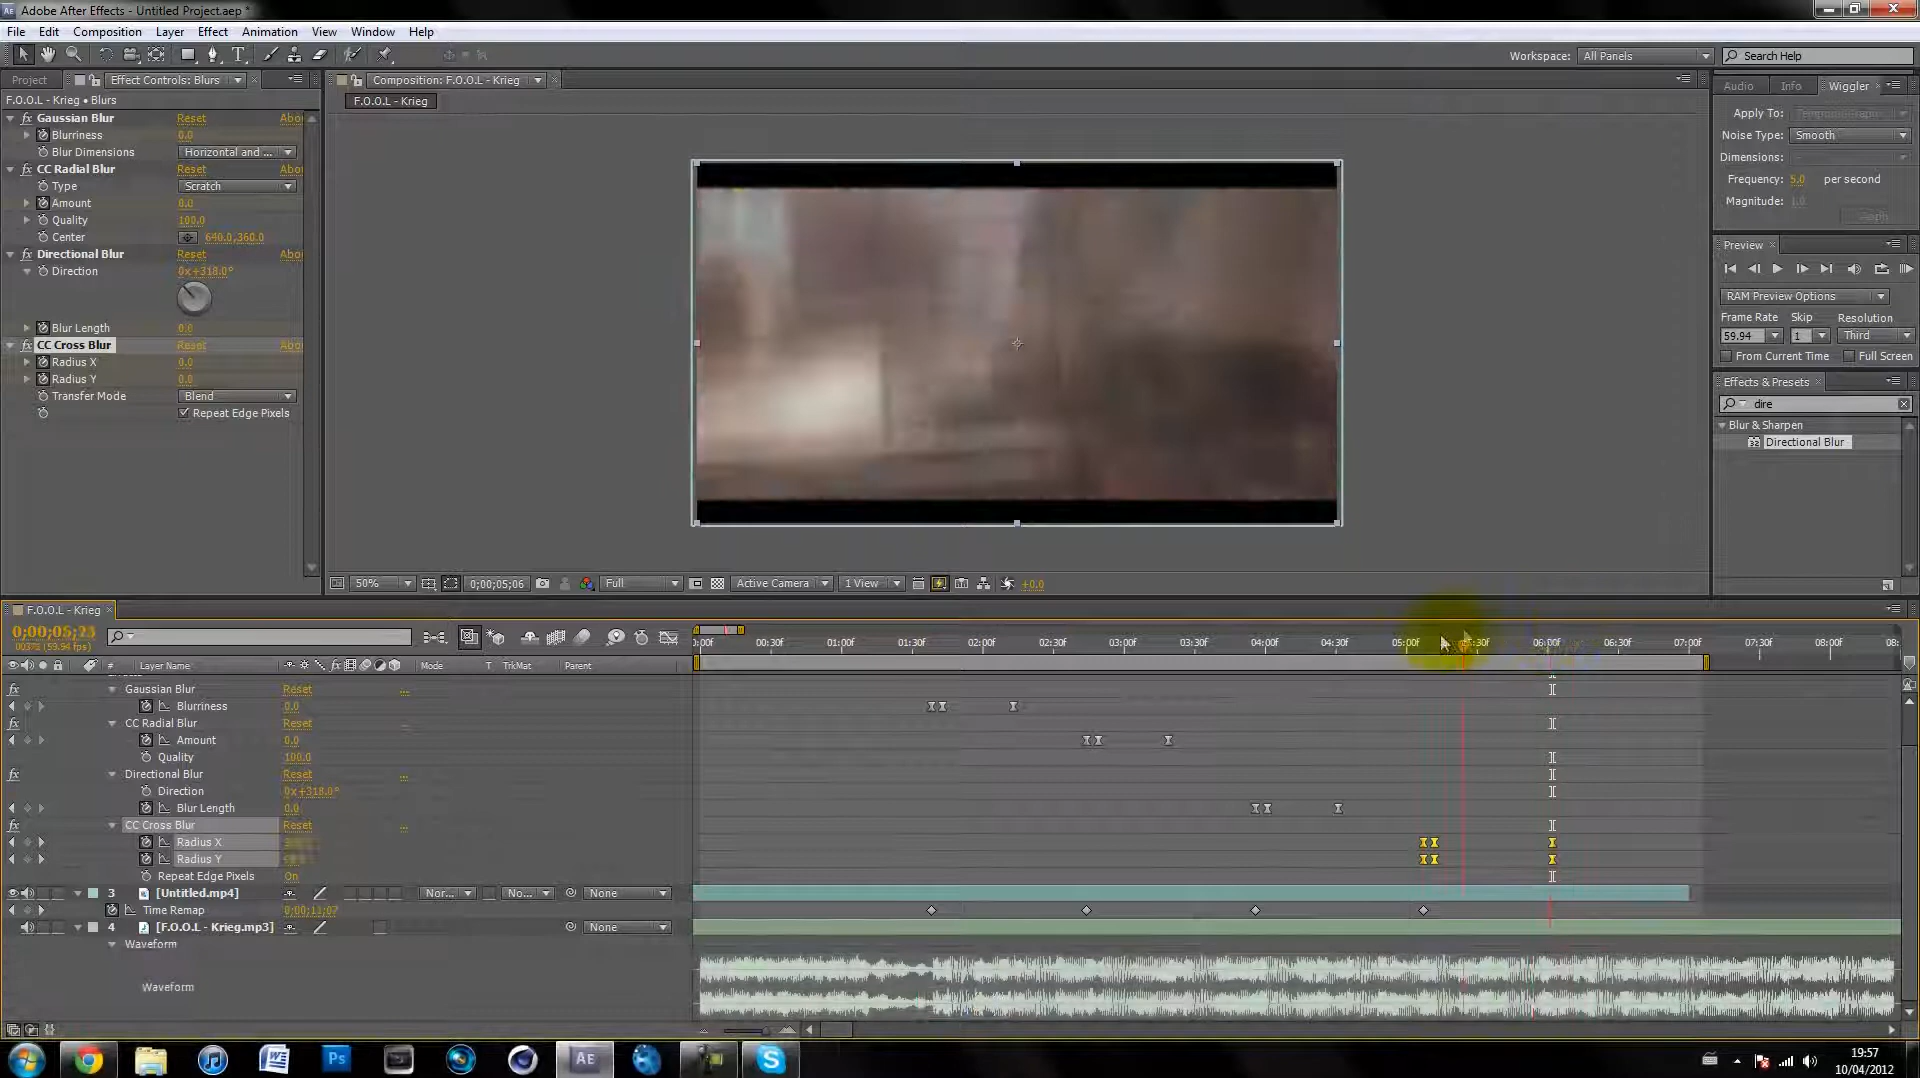 Adobe After Effects - Untitled Project.aep *
File Edit Composition Layer Effect Animation View Window Help
Workspace: All Panels Search Help
Project Effect Controls: Blurs Composition: F.O.O.L - Krieg Audio Info Wiggler
F.O.O.L - Krieg • Blurs F.O.O.L - Krieg
Gaussian Blur Reset Abou
Blurriness 0.0
Blur Dimensions Horizontal and ...
CC Radial Blur Reset Abou
Type Scratch
Amount 0.0
Quality 100.0
Center 640.0,360.0
Directional Blur Reset Abou
Direction 0x+318.0°
Blur Length 0.0
CC Cross Blur Reset Abou
Radius X 0.0
Radius Y 0.0
Transfer Mode Blend
Repeat Edge Pixels
Apply To:
Noise Type: Smooth
Dimensions:
Frequency: 5.0 per second
Magnitude: 1.0
Apply
Preview
RAM Preview Options
Frame Rate Skip Resolution
59.94 1 Third
From Current Time Full Screen
Effects & Presets
dire
Blur & Sharpen
32 Directional Blur
50% 0;00;05;06 Full Active Camera 1 View +0.0
F.O.O.L - Krieg
0;00;05;23
(59.94 fps)
0:00f 00:30f 01:00f 01:30f 02:00f 02:30f 03:00f 03:30f 04:00f 04:30f 05:00f 05:30f 06:00f 06:30f 07:00f 07:30f 08:00f 08:
# Layer Name Mode T TrkMat Parent
Gaussian Blur Reset ...
Blurriness 0.0
CC Radial Blur Reset ...
Amount 0.0
Quality 100.0
Directional Blur Reset ...
Direction 0x+318.0°
Blur Length 0.0
CC Cross Blur Reset ...
Radius X
Radius Y
Repeat Edge Pixels On
3 [Untitled.mp4] Nor... No... None
Time Remap 0;00;11;07
4 [F.O.O.L - Krieg.mp3] None
Waveform
Waveform
Ps Ae
19:57
10/04/2012